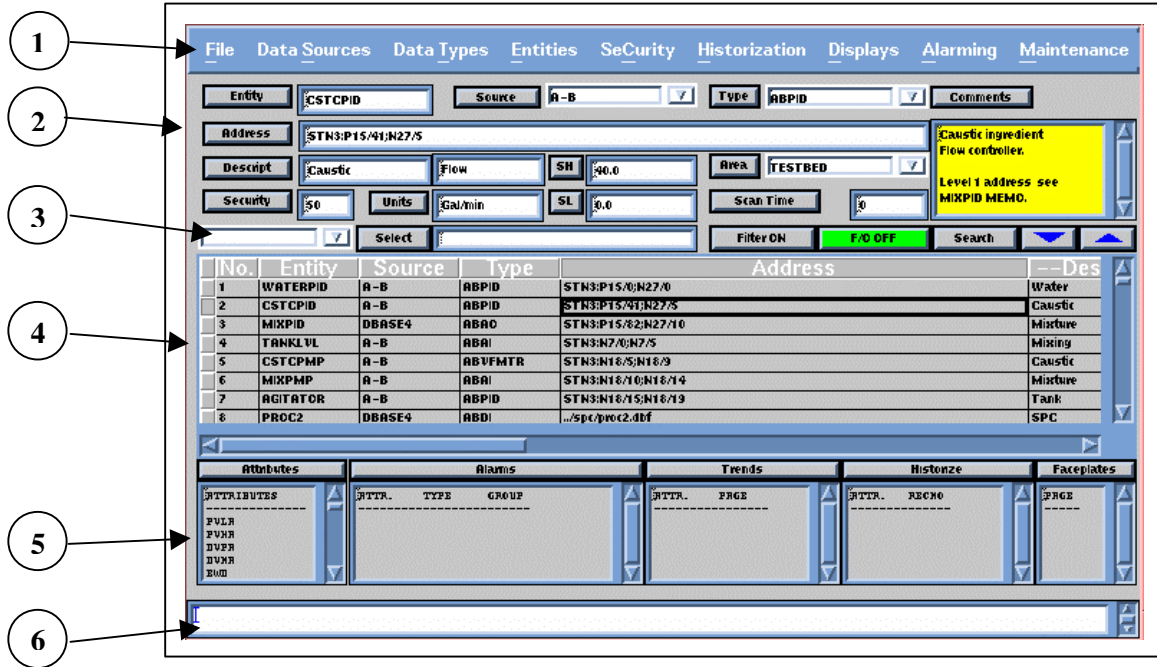 1
File Data Sources Data Types Entities SeCurity Historization Displays Alarming Maintenance
Entity CSTCPID Source A-B Type ABPID Comments
2
Address STN3:P15/41;N27/5
Caustic ingredient
Flow controller.
Level 1 address see
MIXPID MEMO.
Descript Caustic Flow SH 40.0 Area TESTBED
Security 50 Units Gal/min SL 0.0 Scan Time 0
3
Select Filter ON F/O OFF Search
No. Entity Source Type Address --Des
1 WATERPID A-B ABPID STN3:P15/0;N27/0 Water
2 CSTCPID A-B ABPID STN3:P15/41;N27/5 Caustic
3 MIXPID DBASE4 ABAO STN3:P15/82;N27/10 Mixture
4
4 TANKLVL A-B ABAI STN3:N7/0;N7/5 Mixing
5 CSTCPMP A-B ABVFMTR STN3:N18/5;N18/9 Caustic
6 MIXPMP A-B ABAI STN3:N18/10;N18/14 Mixture
7 AGITATOR A-B ABPID STN3:N18/15;N18/19 Tank
8 PROC2 DBASE4 ABDI ../spc/proc2.dbf SPC
Attributes Alarms Trends Historize Faceplates
ATTRIBUTES ATTR. TYPE GROUP ATTR. PAGE ATTR. RECNO PAGE
-------------- ------------------------ ------------------- ------------------- -----
5
PVLA
PVHA
DVPA
DVNA
EWD
6